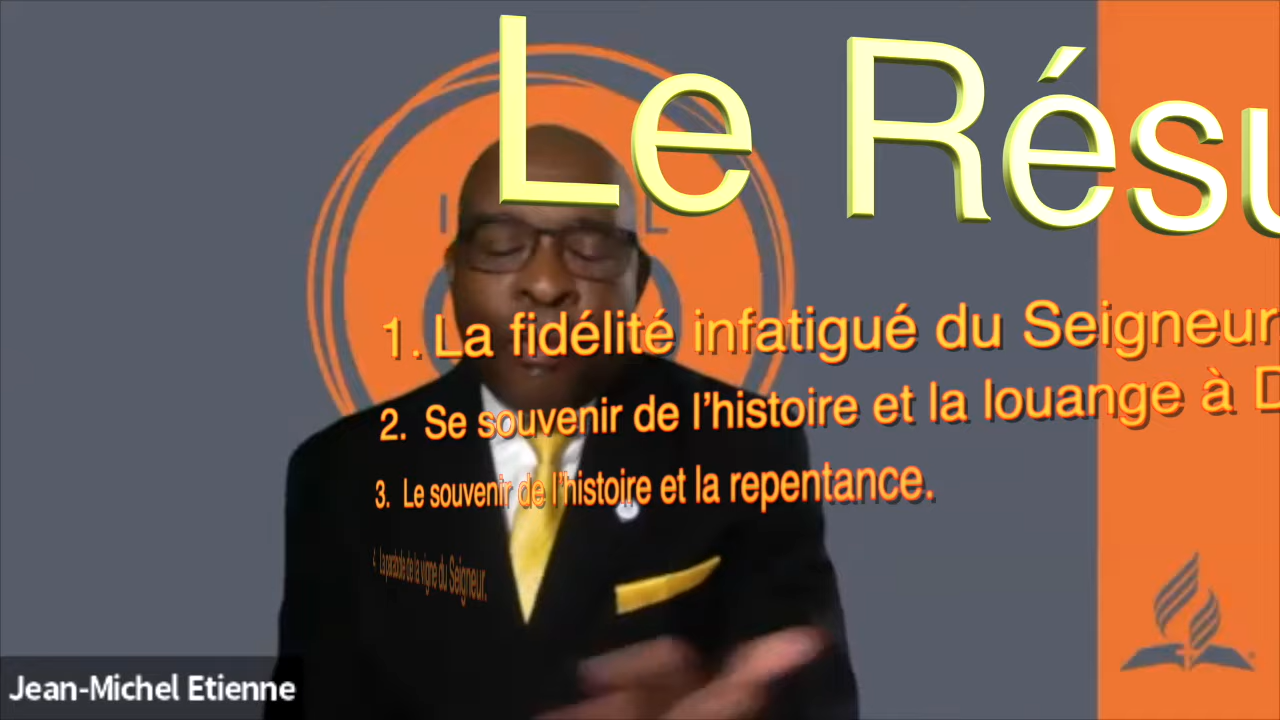 Le Résu
1. La fidélité infatigué du Seigneur.
2. Se souvenir de l'histoire et la louange à D
3. Le souvenir de l'histoire et la repentance.
4. La parabole de la vigne du Seigneur.
Jean-Michel Etienne